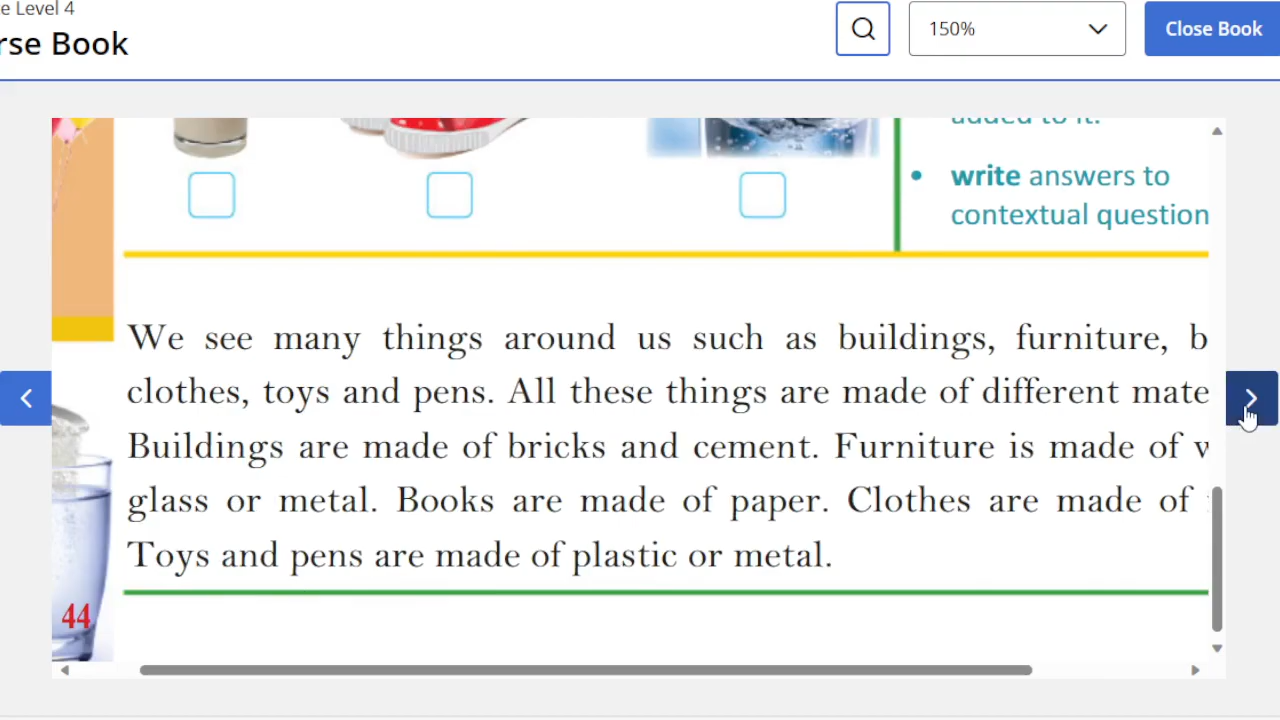 e Level 4
rse Book
150%
Close Book
added to it.
• write answers to
contextual question
We see many things around us such as buildings, furniture, b
clothes, toys and pens. All these things are made of different mate
Buildings are made of bricks and cement. Furniture is made of
glass or metal. Books are made of paper. Clothes are made of
Toys and pens are made of plastic or metal.
44